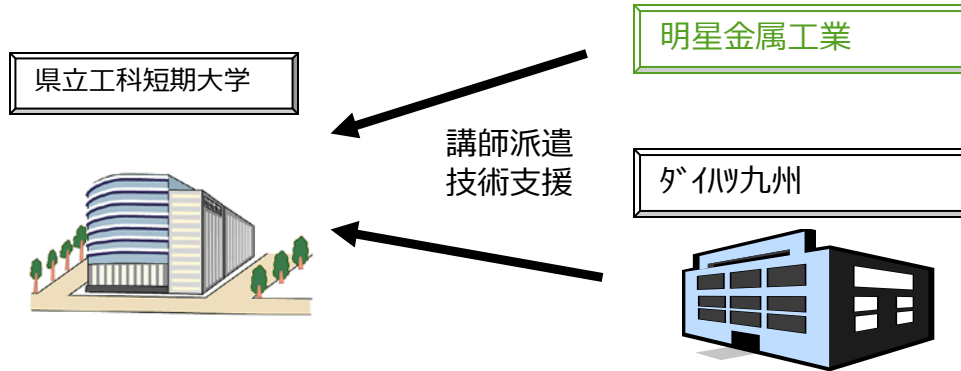 明星金属工業
県立工科短期大学
講師派遣
技術支援
ﾀﾞｲﾊﾂ九州